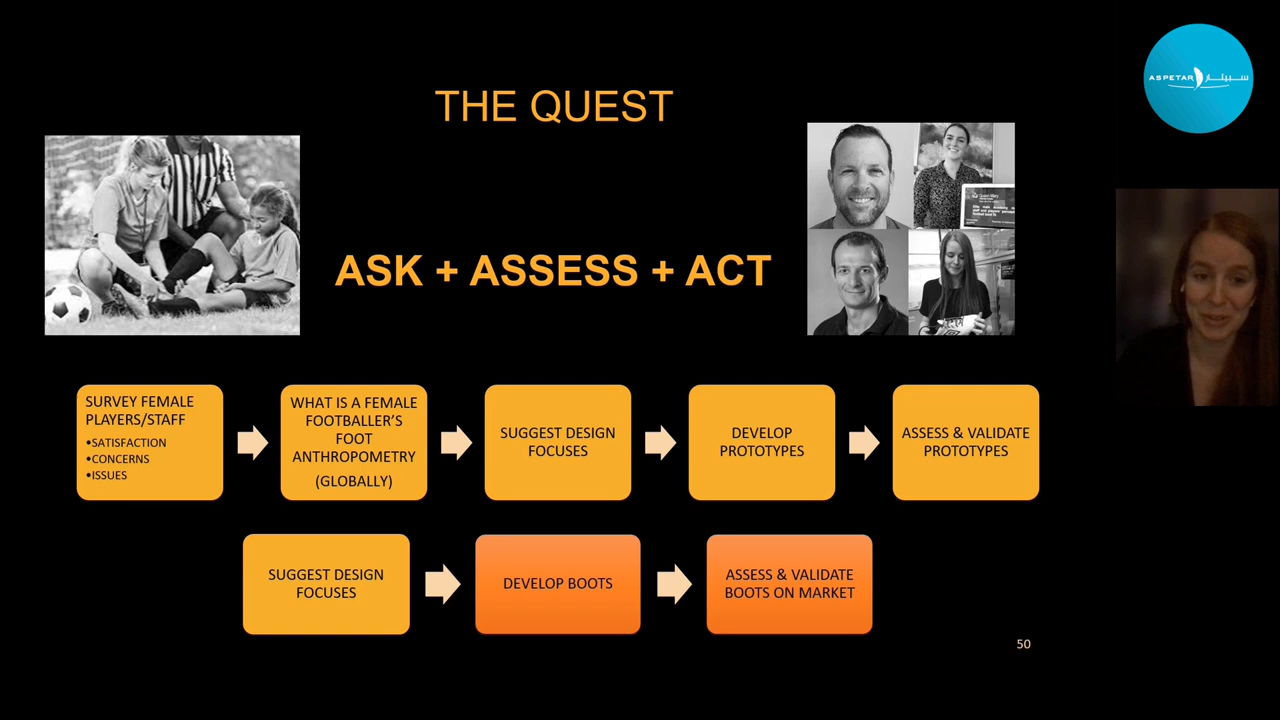 THE QUEST
ASPETAR سبيتار
ASK + ASSESS + ACT
SURVEY FEMALE
PLAYERS/STAFF
•SATISFACTION
•CONCERNS
•ISSUES
WHAT IS A FEMALE
FOOTBALLER'S
FOOT
ANTHROPOMETRY
(GLOBALLY)
SUGGEST DESIGN
FOCUSES
DEVELOP
PROTOTYPES
ASSESS & VALIDATE
PROTOTYPES
SUGGEST DESIGN
FOCUSES
DEVELOP BOOTS
ASSESS & VALIDATE
BOOTS ON MARKET
50